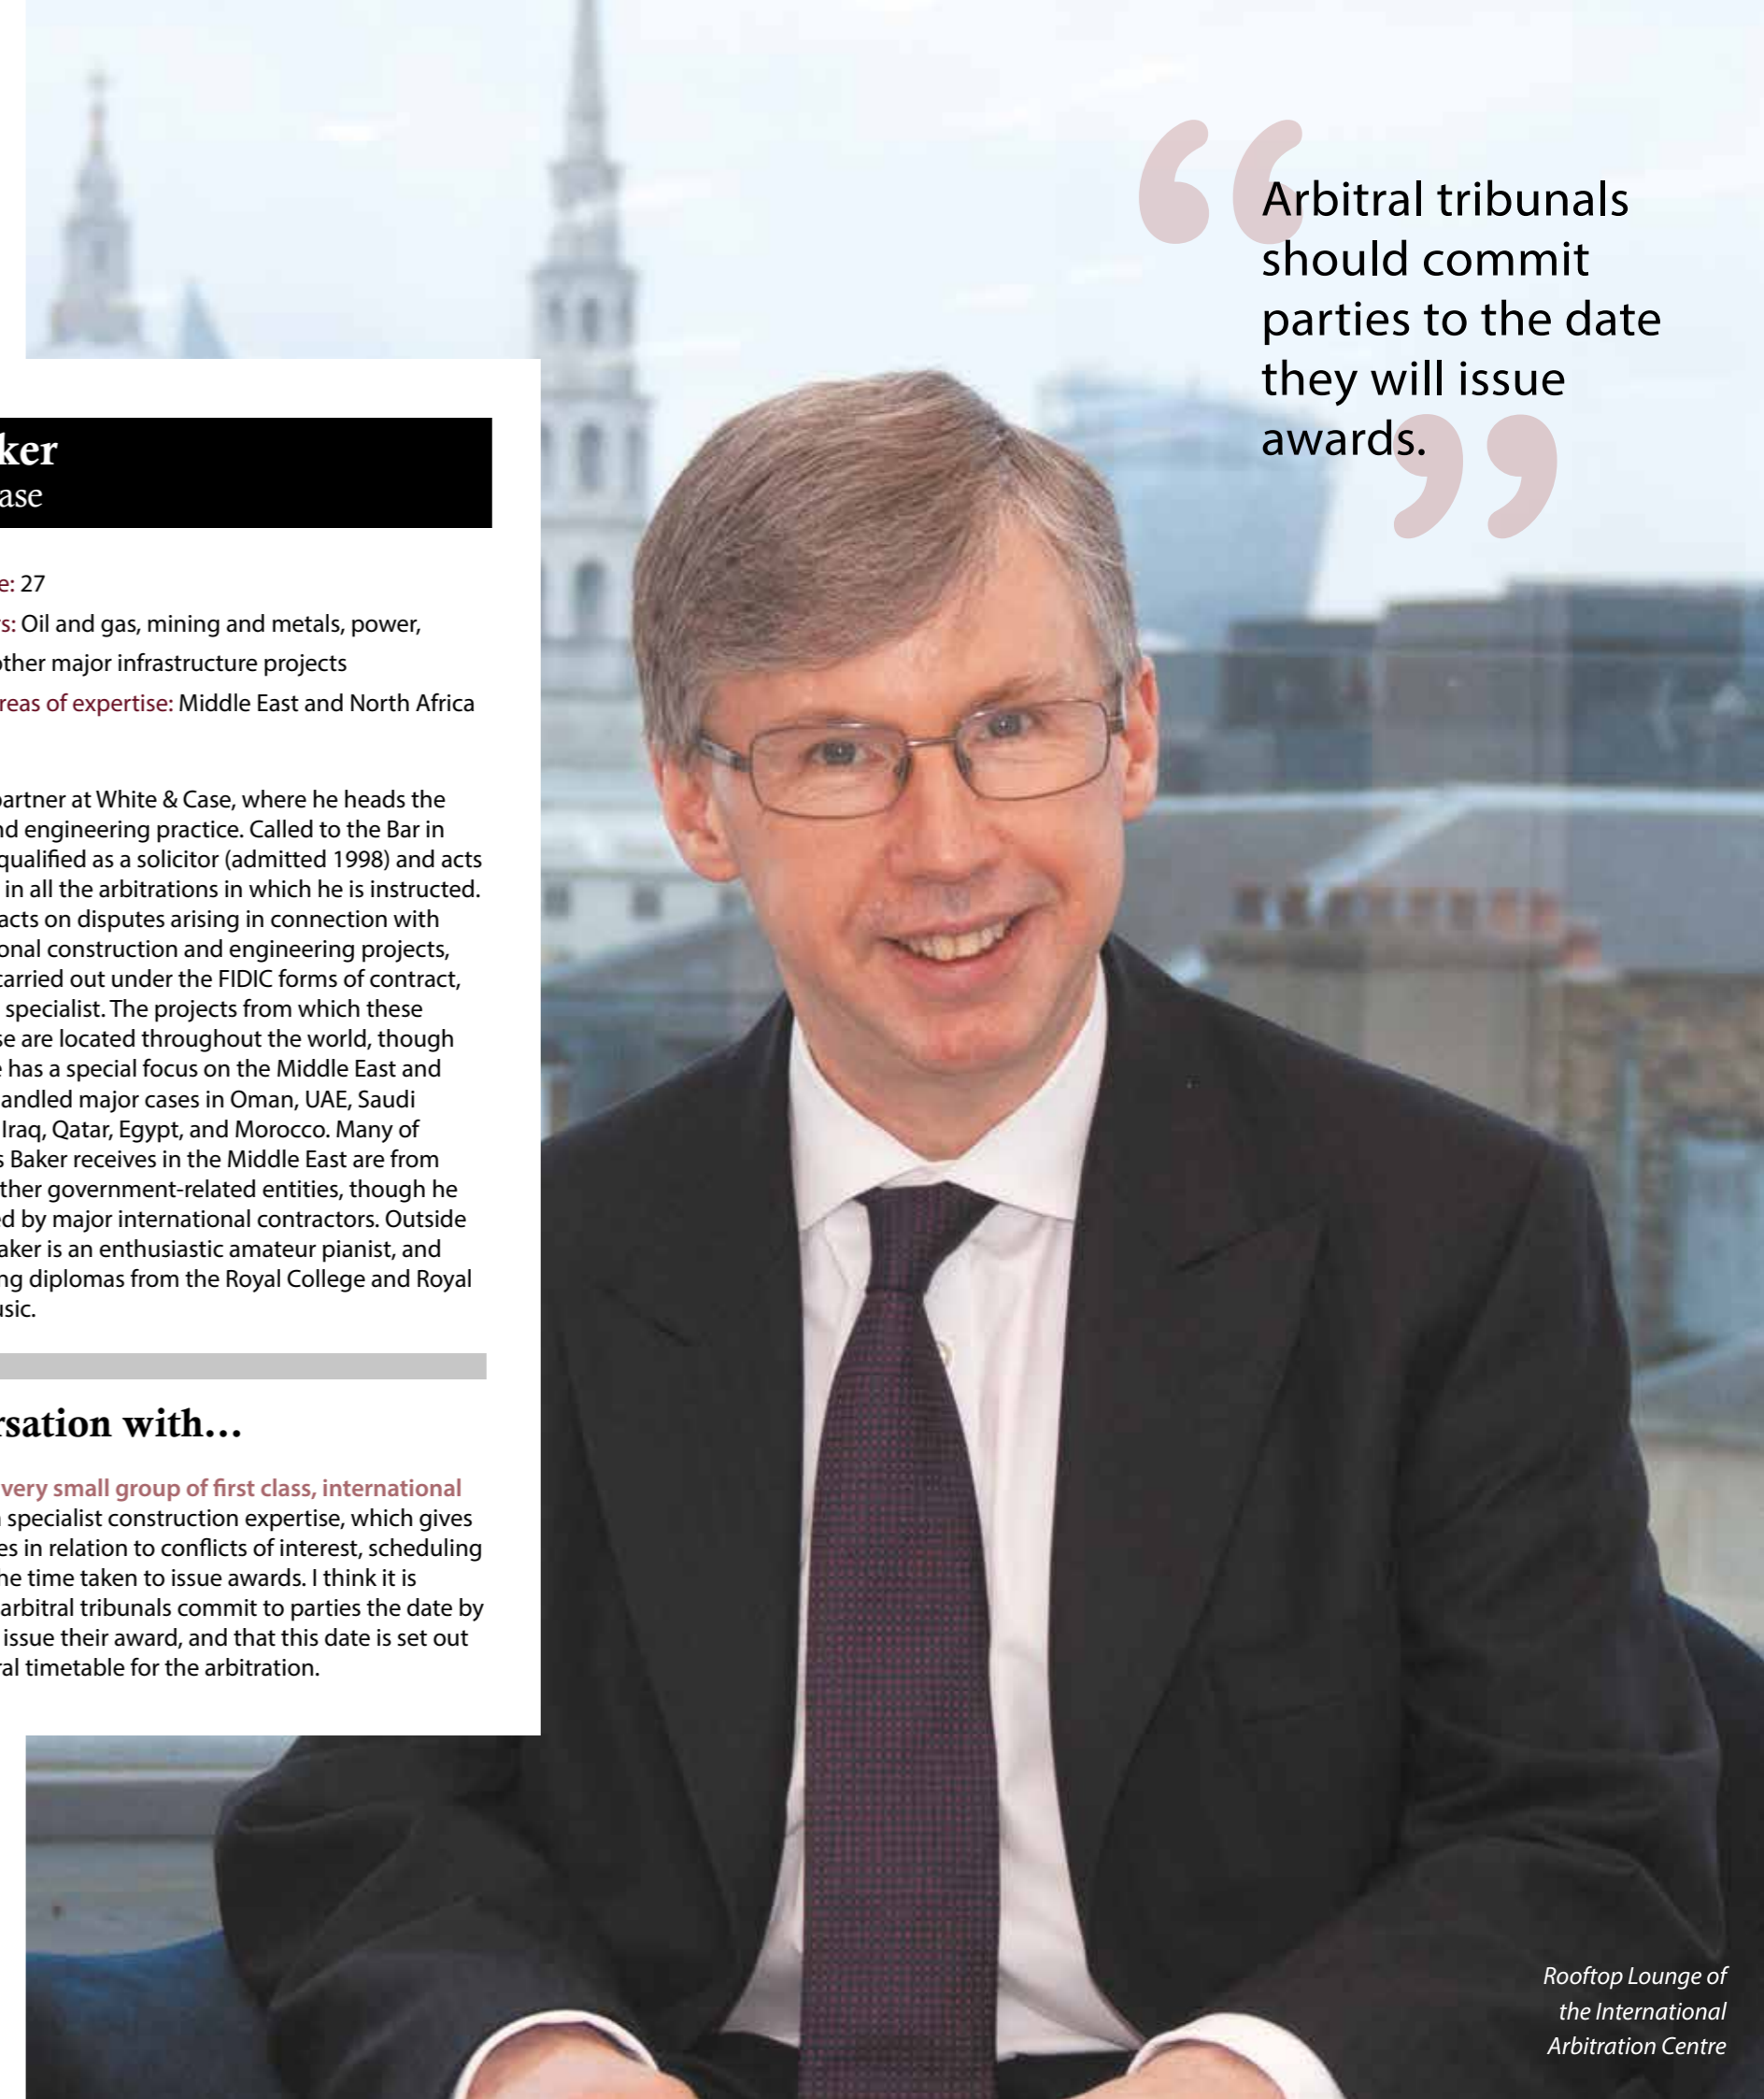 Arbitral tribunals
should commit
parties to the date
they will issue
awards.
ker
ase
e: 27
s: Oil and gas, mining and metals, power,
other major infrastructure projects
reas of expertise: Middle East and North Africa
partner at White & Case, where he heads the
nd engineering practice. Called to the Bar in
qualified as a solicitor (admitted 1998) and acts
in all the arbitrations in which he is instructed.
acts on disputes arising in connection with
onal construction and engineering projects,
carried out under the FIDIC forms of contract,
specialist. The projects from which these
se are located throughout the world, though
e has a special focus on the Middle East and
handled major cases in Oman, UAE, Saudi
Iraq, Qatar, Egypt, and Morocco. Many of
s Baker receives in the Middle East are from
ther government-related entities, though he
ed by major international contractors. Outside
aker is an enthusiastic amateur pianist, and
ng diplomas from the Royal College and Royal
usic.
rsation with…
very small group of first class, international
n specialist construction expertise, which gives
es in relation to conflicts of interest, scheduling
he time taken to issue awards. I think it is
arbitral tribunals commit to parties the date by
issue their award, and that this date is set out
ral timetable for the arbitration.
Rooftop Lounge of
the International
Arbitration Centre